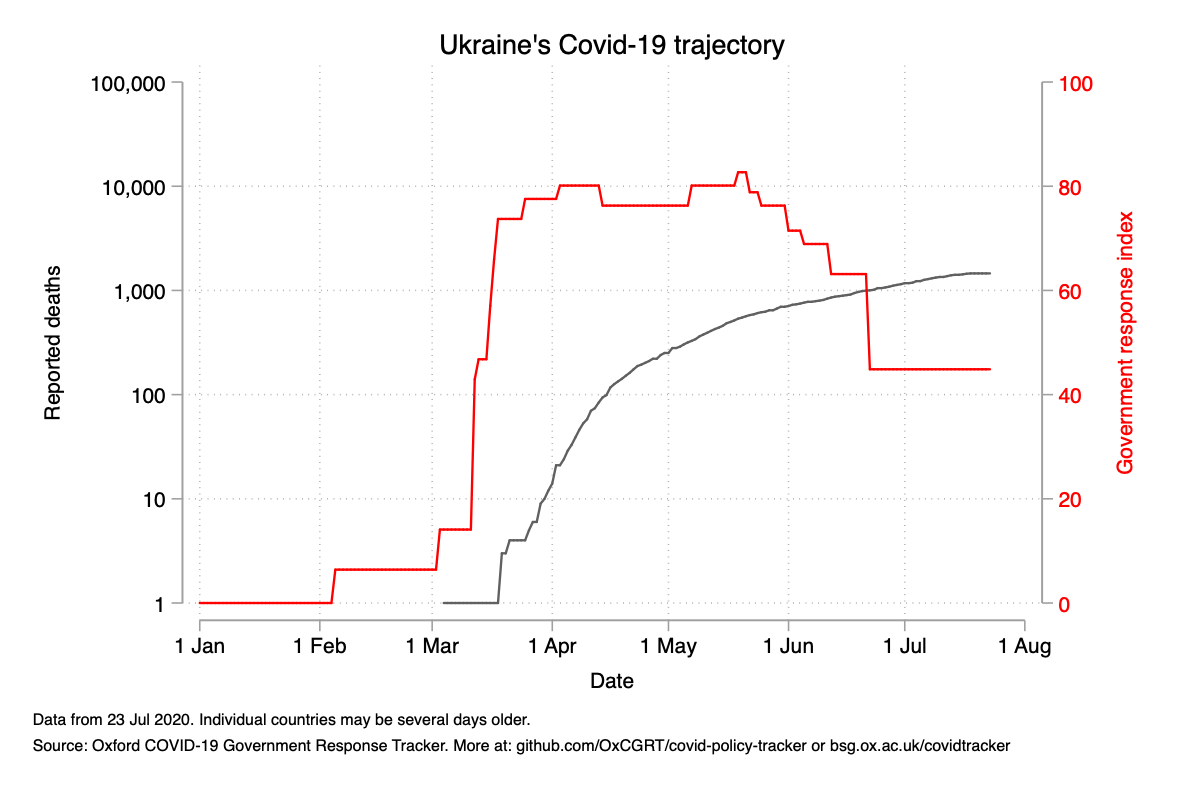 Ukraine's Covid-19 trajectory
100,000
10,000
1,000
100
10
1
Reported deaths
100
80
60
40
20
0
Government response index
1 Jan 1 Feb 1 Mar 1 Apr 1 May 1 Jun 1 Jul 1 Aug
Date
Data from 23 Jul 2020. Individual countries may be several days older.
Source: Oxford COVID-19 Government Response Tracker. More at: github.com/OxCGRT/covid-policy-tracker or bsg.ox.ac.uk/covidtracker